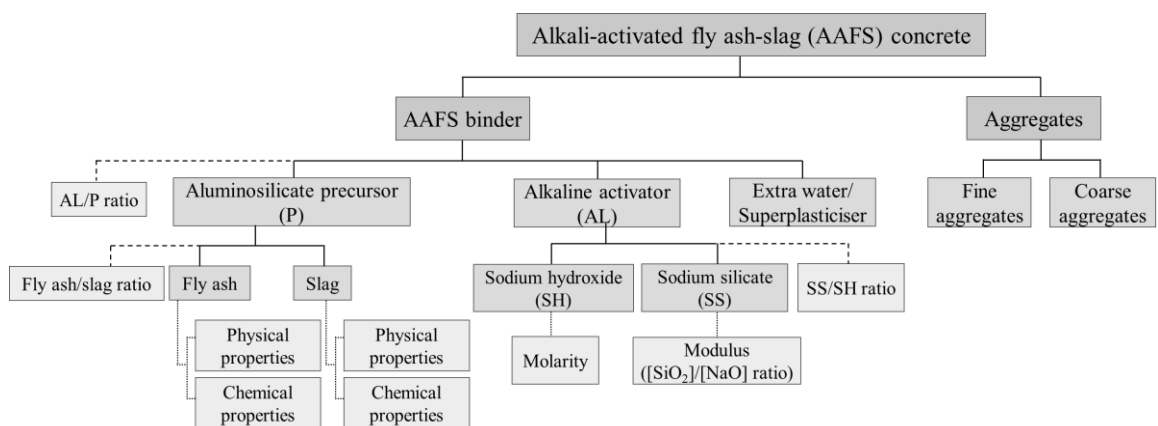 Alkali-activated fly ash-slag (AAFS) concrete
AAFS binder
Aggregates
AL/P ratio
Aluminosilicate precursor
(P)
Alkaline activator
(AL)
Extra water/
Superplasticiser
Fine
aggregates
Coarse
aggregates
Fly ash/slag ratio
Fly ash
Slag
Sodium hydroxide
(SH)
Sodium silicate
(SS)
SS/SH ratio
Physical
properties
Physical
properties
Molarity
Modulus
([SiO₂]/[NaO] ratio)
Chemical
properties
Chemical
properties